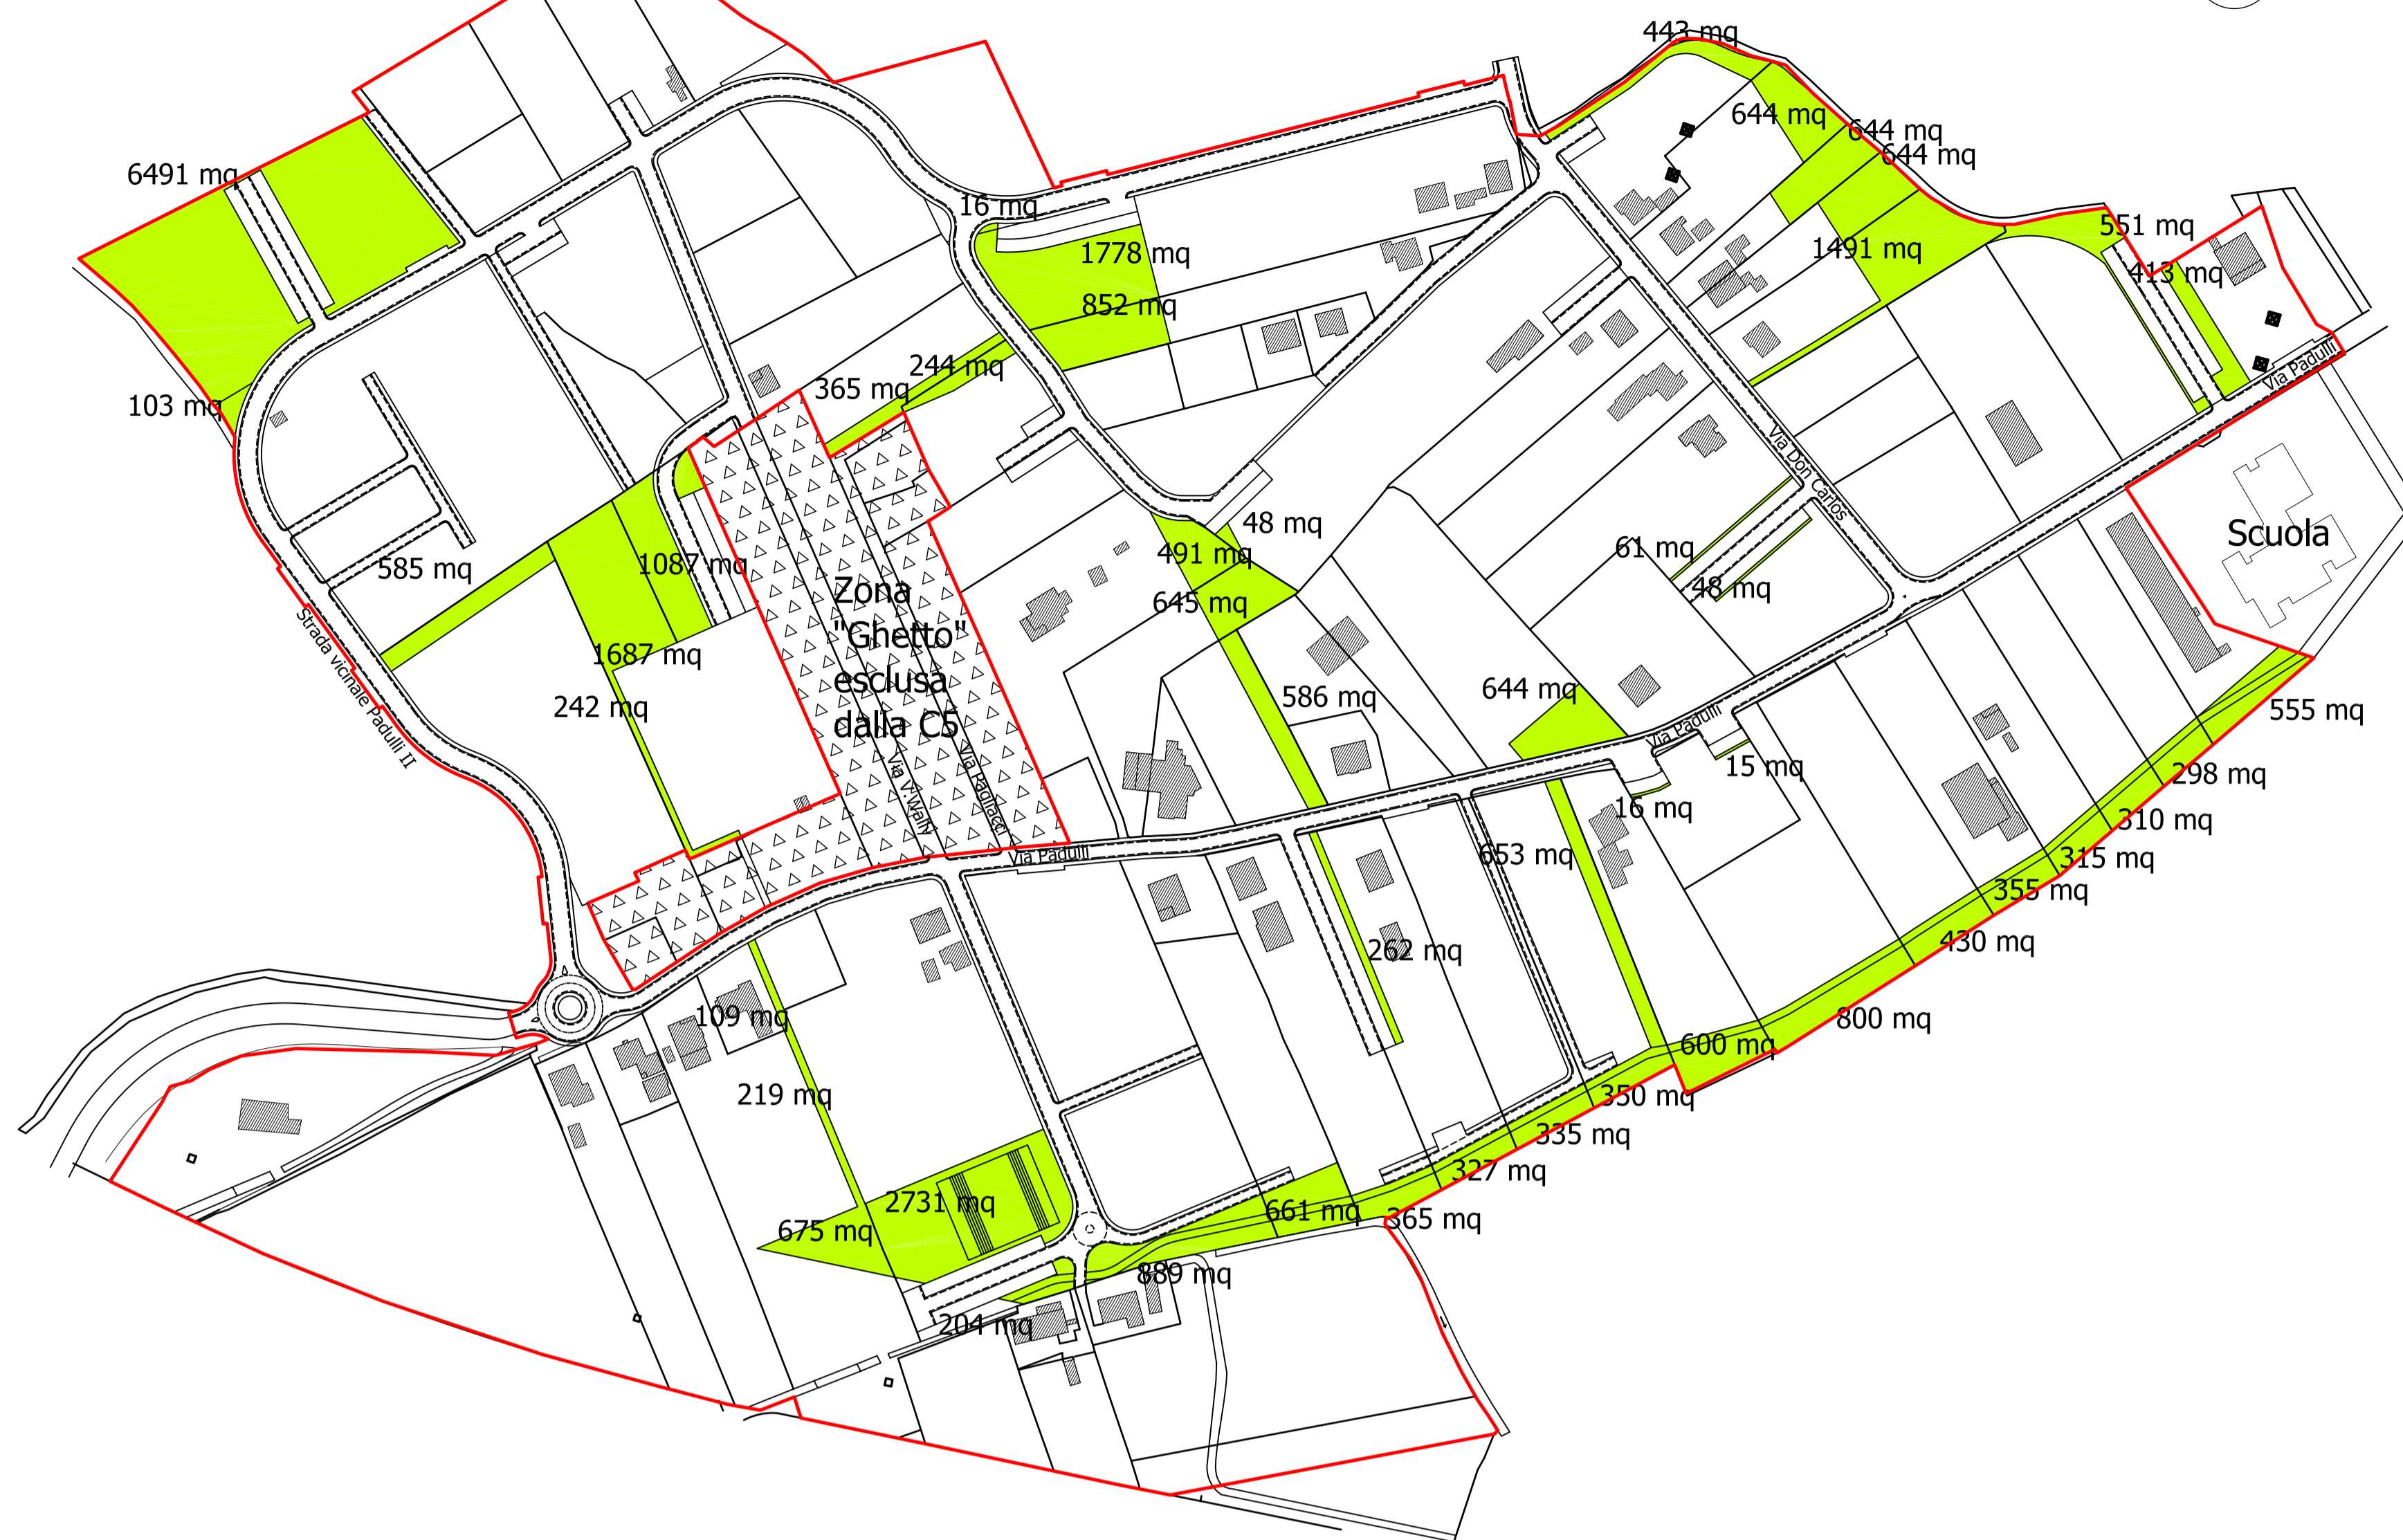 443 mq
644 mq
644 mq
644 mq
6491 mq
16 mq
551 mq
1778 mq
1491 mq
413 mq
852 mq
244 mq
365 mq
Via Padulli
103 mq
Via Don Carlos
48 mq
Scuola
491 mq
61 mq
585 mq
1087 mq
48 mq
Zona
"Ghetto"
esclusa
dalla C5
645 mq
1687 mq
Strada vicinale Padulli II
242 mq
586 mq
644 mq
555 mq
Via Padulli
15 mq
298 mq
Via V.Wally
Via Pagliacci
16 mq
310 mq
Via Padulli
653 mq
315 mq
355 mq
262 mq
430 mq
109 mq
800 mq
600 mq
219 mq
350 mq
335 mq
327 mq
2731 mq
661 mq
365 mq
675 mq
889 mq
204 mq